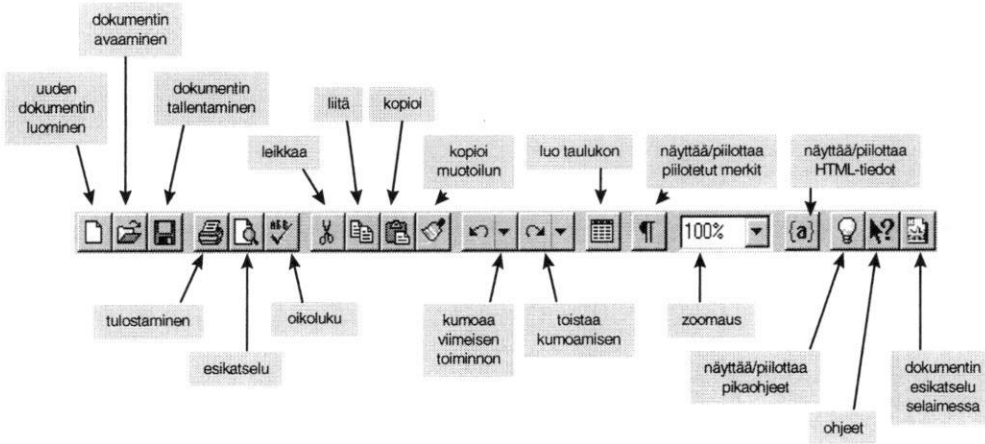 dokumentin
avaaminen
uuden
dokumentin
luominen
dokumentin
tallentaminen
leikkaa
liitä
kopioi
kopioi
muotoilun
luo taulukon
näyttää/piilottaa
piilotetut merkit
näyttää/piilottaa
HTML-tiedot
ABC
100%
{a}
?
tulostaminen
esikatselu
oikoluku
kumoaa
viimeisen
toiminnon
toistaa
kumoamisen
zoomaus
näyttää/piilottaa
pikaohjeet
ohjeet
dokumentin
esikatselu
selaimessa